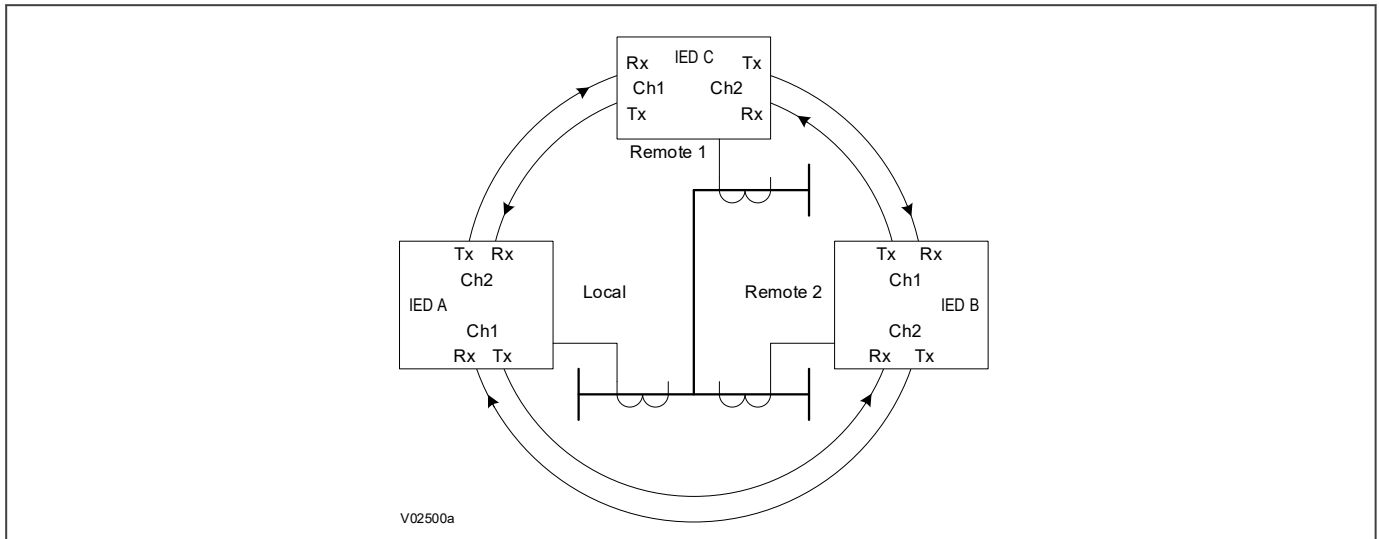 Rx IED C Tx
Ch1 Ch2
Tx Rx
Remote 1
Tx Rx
Ch2
IED A
Ch1
Rx Tx
Local
Remote 2
Tx Rx
Ch1
IED B
Ch2
Rx Tx
V02500a